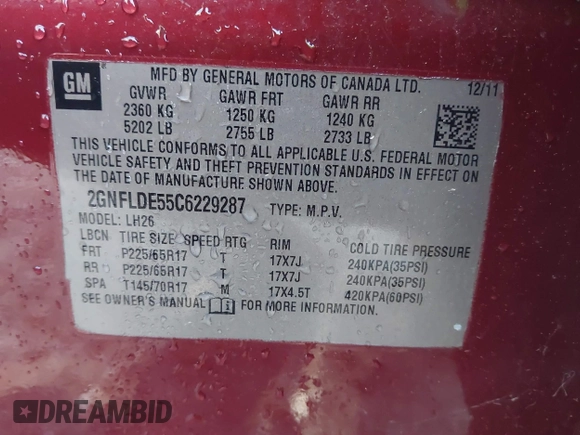 GM
MFD BY GENERAL MOTORS OF CANADA LTD. 12/11
GVWR GAWR FRT GAWR RR
2360 KG 1250 KG 1240 KG
5202 LB 2755 LB 2733 LB
THIS VEHICLE CONFORMS TO ALL APPLICABLE U.S. FEDERAL MOTOR
VEHICLE SAFETY AND THEFT PREVENTION STANDARDS IN EFFECT ON
THE DATE OF MANUFACTURE SHOWN ABOVE.
2GNFLDE55C6229287 TYPE: M.P.V.
MODEL: LH26
LBCN TIRE SIZE SPEED RTG RIM COLD TIRE PRESSURE
FRT P225/65R17 T 17X7J 240KPA(35PSI)
RR P225/65R17 T 17X7J 240KPA(35PSI)
SPA T145/70R17 M 17X4.5T 420KPA(60PSI)
SEE OWNER'S MANUAL FOR MORE INFORMATION.
DREAMBID